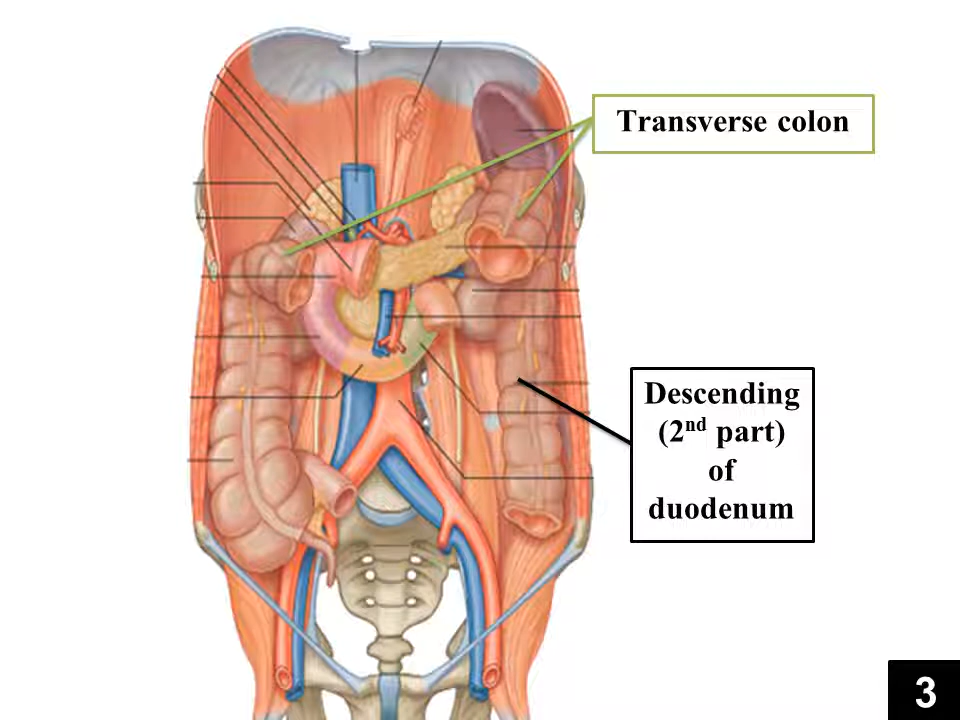 Transverse colon
Descending
(2nd part)
of
duodenum
3